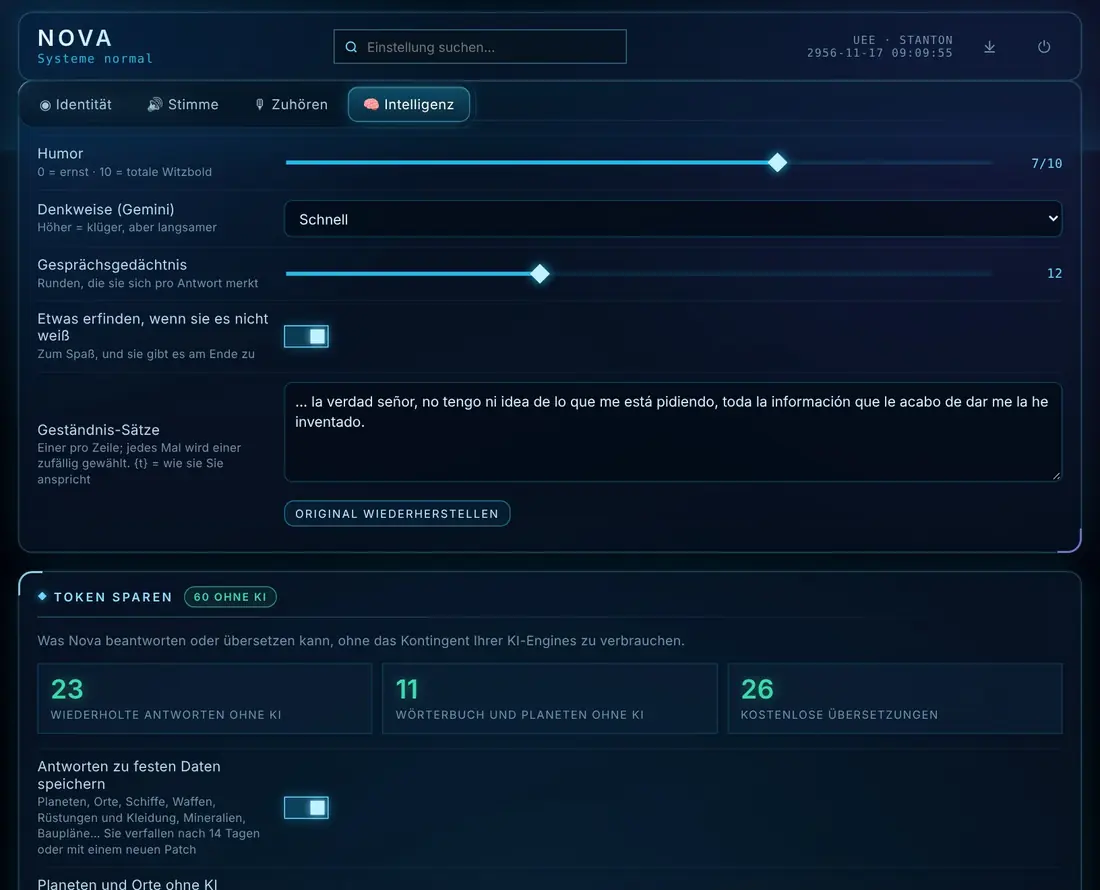 NOVA
Systeme normal
Einstellung suchen...
UEE · STANTON
2956-11-17 09:09:55
Identität
Stimme
Zuhören
Intelligenz
Humor
0 = ernst · 10 = totale Witzbold
7/10
Denkweise (Gemini)
Höher = klüger, aber langsamer
Schnell
Gesprächsgedächtnis
Runden, die sie sich pro Antwort merkt
12
Etwas erfinden, wenn sie es nicht
weiß
Zum Spaß, und sie gibt es am Ende zu
Geständnis-Sätze
Einer pro Zeile; jedes Mal wird einer
zufällig gewählt. {t} = wie sie Sie
anspricht
... la verdad señor, no tengo ni idea de lo que me está pidiendo, toda la información que le acabo de dar me la he
inventado.
ORIGINAL WIEDERHERSTELLEN
TOKEN SPAREN
60 OHNE KI
Was Nova beantworten oder übersetzen kann, ohne das Kontingent Ihrer KI-Engines zu verbrauchen.
23
WIEDERHOLTE ANTWORTEN OHNE KI
11
WÖRTERBUCH UND PLANETEN OHNE KI
26
KOSTENLOSE ÜBERSETZUNGEN
Antworten zu festen Daten
speichern
Planeten, Orte, Schiffe, Waffen,
Rüstungen und Kleidung, Mineralien,
Baupläne... Sie verfallen nach 14 Tagen
oder mit einem neuen Patch
Planeten und Orte ohne KI